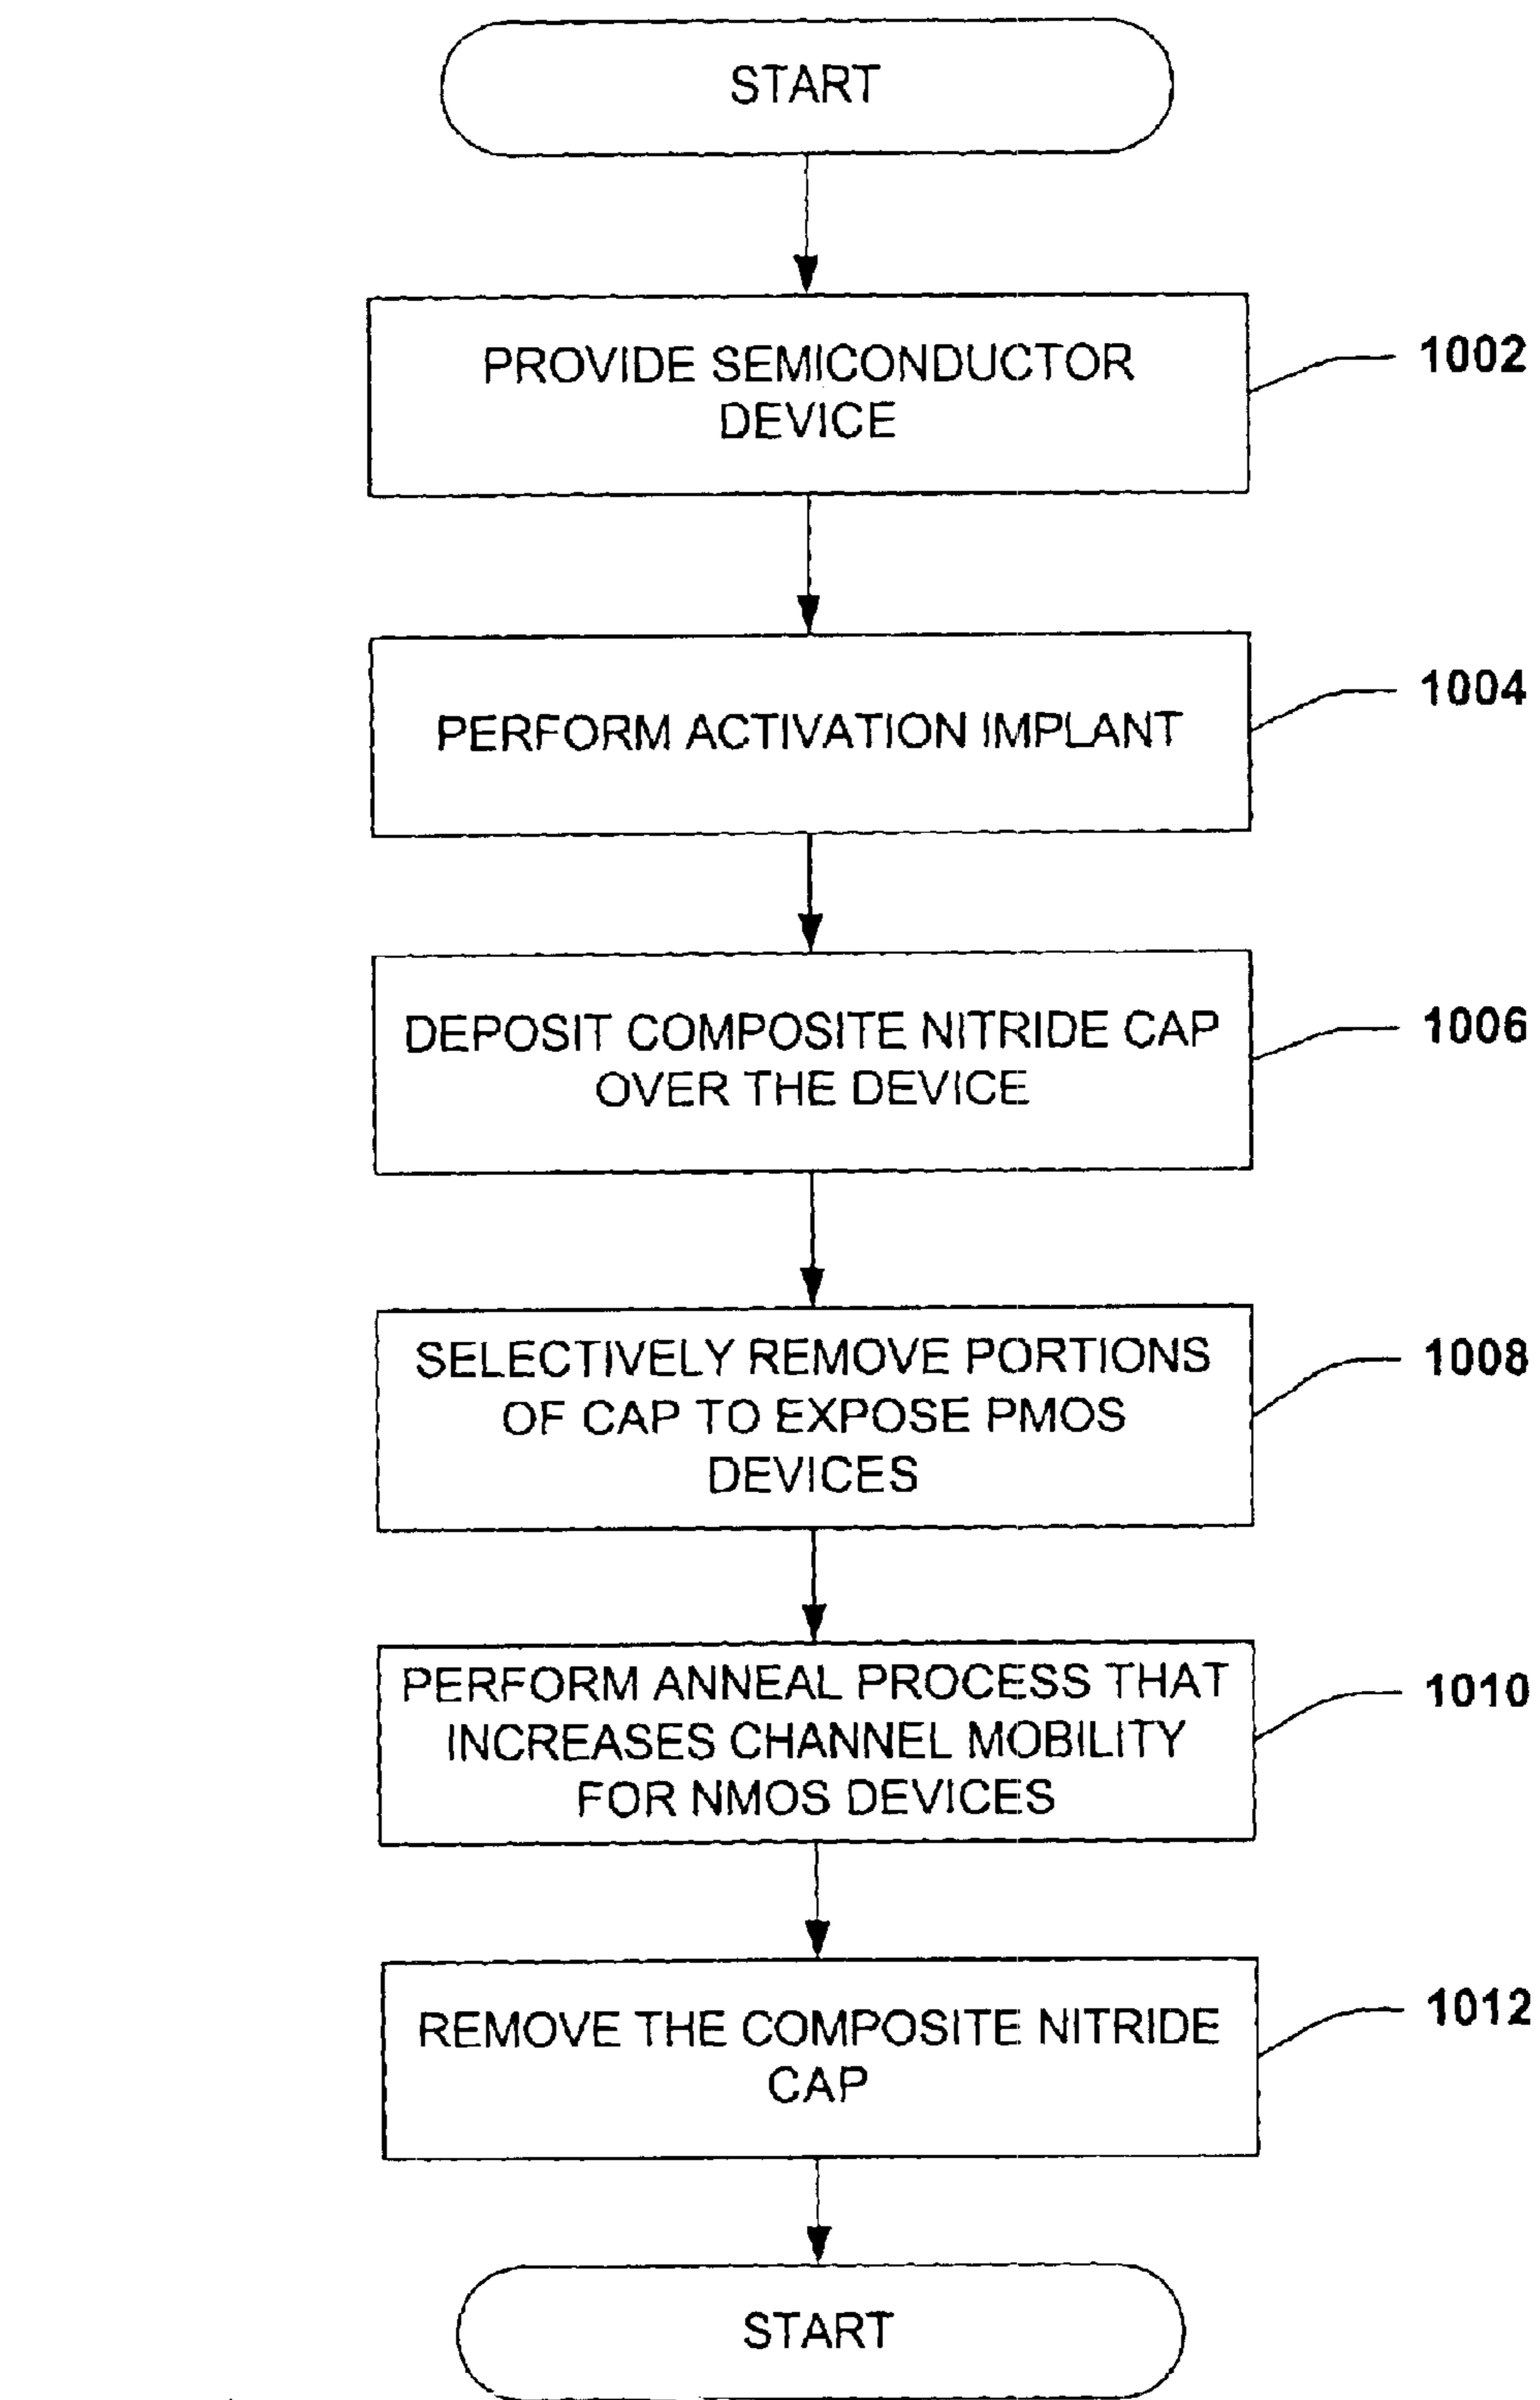 START
PROVIDE SEMICONDUCTOR
DEVICE
1002
PERFORM ACTIVATION IMPLANT
1004
DEPOSIT COMPOSITE NITRIDE CAP
OVER THE DEVICE
1006
SELECTIVELY REMOVE PORTIONS
OF CAP TO EXPOSE PMOS
DEVICES
1008
PERFORM ANNEAL PROCESS THAT
INCREASES CHANNEL MOBILITY
FOR NMOS DEVICES
1010
REMOVE THE COMPOSITE NITRIDE
CAP
1012
START